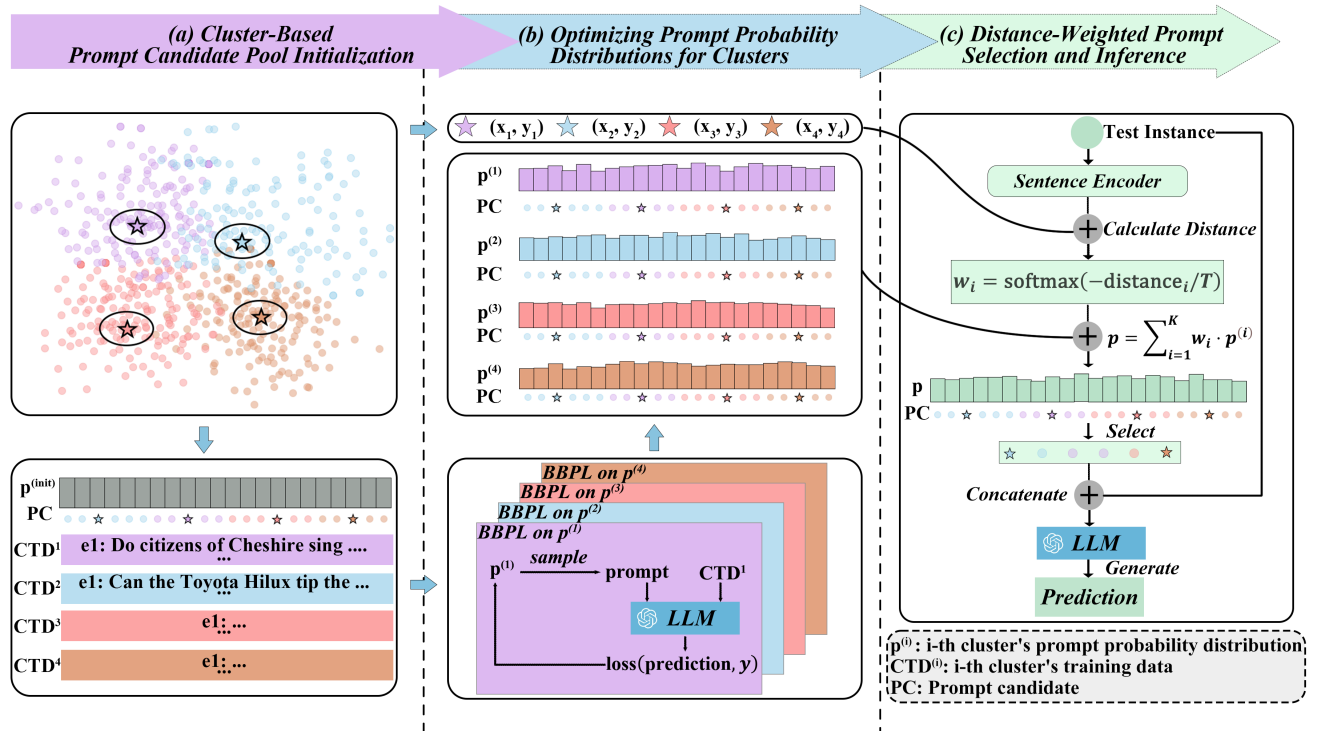 (a) Cluster-Based
Prompt Candidate Pool Initialization
(b) Optimizing Prompt Probability
Distributions for Clusters
(c) Distance-Weighted Prompt
Selection and Inference
p(init)
PC
CTD¹ e1: Do citizens of Cheshire sing ....
...
CTD² e1: Can the Toyota Hilux tip the ...
...
CTD³ e1: ...
...
CTD⁴ e1: ...
...
(x₁, y₁) (x₂, y₂) (x₃, y₃) (x₄, y₄)
p⁽¹⁾
PC
p⁽²⁾
PC
p⁽³⁾
PC
p⁽⁴⁾
PC
BBPL on p⁽⁴⁾
BBPL on p⁽³⁾
BBPL on p⁽²⁾
BBPL on p⁽¹⁾
p⁽¹⁾ sample prompt CTD¹
LLM
loss(prediction, y)
Test Instance
Sentence Encoder
+ Calculate Distance
wᵢ = softmax(−distanceᵢ/T)
+ p = ∑ᵢ₌₁ᴷ wᵢ · p⁽ⁱ⁾
p
PC
Select
Concatenate +
LLM
Generate
Prediction
p⁽ⁱ⁾: i-th cluster's prompt probability distribution
CTD⁽ⁱ⁾: i-th cluster's training data
PC: Prompt candidate